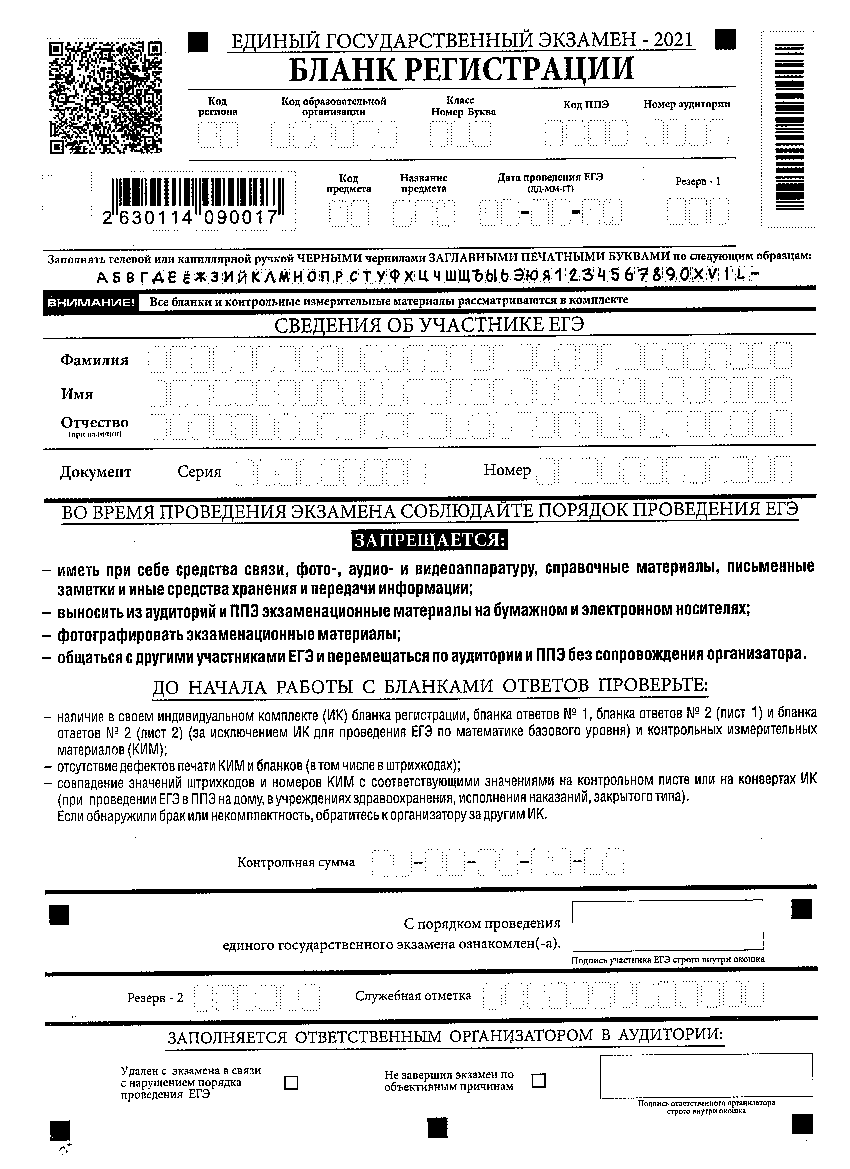 ЕДИНЫЙ ГОСУДАРСТВЕННЫЙ ЭКЗАМЕН - 2021
БЛАНК РЕГИСТРАЦИИ
Код региона
Код образовательной организации
Класс Номер Буква
Код ППЭ
Номер аудитории
2 630114 090017
Код предмета
Название предмета
Дата проведения ЕГЭ (ДД-ММ-ГГ)
Резерв - 1
Заполнять гелевой или капиллярной ручкой ЧЕРНЫМИ чернилами ЗАГЛАВНЫМИ ПЕЧАТНЫМИ БУКВАМИ по следующим образцам:
АБВГДЕЁЖЗИЙКЛМНОПРСТУФХЦЧШЩЪЫЬЭЮЯ1234567890XVIL-
ВНИМАНИЕ! Все бланки и контрольные измерительные материалы рассматриваются в комплекте
СВЕДЕНИЯ ОБ УЧАСТНИКЕ ЕГЭ
Фамилия
Имя
Отчество
(при наличии)
Документ Серия Номер
ВО ВРЕМЯ ПРОВЕДЕНИЯ ЭКЗАМЕНА СОБЛЮДАЙТЕ ПОРЯДОК ПРОВЕДЕНИЯ ЕГЭ
ЗАПРЕЩАЕТСЯ:
– иметь при себе средства связи, фото-, аудио- и видеоаппаратуру, справочные материалы, письменные
заметки и иные средства хранения и передачи информации;
– выносить из аудиторий и ППЭ экзаменационные материалы на бумажном и электронном носителях;
– фотографировать экзаменационные материалы;
– общаться с другими участниками ЕГЭ и перемещаться по аудитории и ППЭ без сопровождения организатора.
ДО НАЧАЛА РАБОТЫ С БЛАНКАМИ ОТВЕТОВ ПРОВЕРЬТЕ:
– наличие в своем индивидуальном комплекте (ИК) бланка регистрации, бланка ответов № 1, бланка ответов № 2 (лист 1) и бланка
ответов № 2 (лист 2) (за исключением ИК для проведения ЕГЭ по математике базового уровня) и контрольных измерительных
материалов (КИМ);
– отсутствие дефектов печати КИМ и бланков (в том числе в штрихкодах);
– совпадение значений штрихкодов и номеров КИМ с соответствующими значениями на контрольном листе или на конвертах ИК
(при проведении ЕГЭ в ППЭ на дому, в учреждениях здравоохранения, исполнения наказаний, закрытого типа).
Если обнаружили брак или некомплектность, обратитесь к организатору за другим ИК.
Контрольная сумма
С порядком проведения
единого государственного экзамена ознакомлен(-а).
Подпись участника ЕГЭ строго внутри окошка
Резерв - 2 Служебная отметка
ЗАПОЛНЯЕТСЯ ОТВЕТСТВЕННЫМ ОРГАНИЗАТОРОМ В АУДИТОРИИ:
Удален с экзамена в связи
с нарушением порядка
проведения ЕГЭ
Не завершил экзамен по
объективным причинам
Подпись ответственного организатора
строго внутри окошка